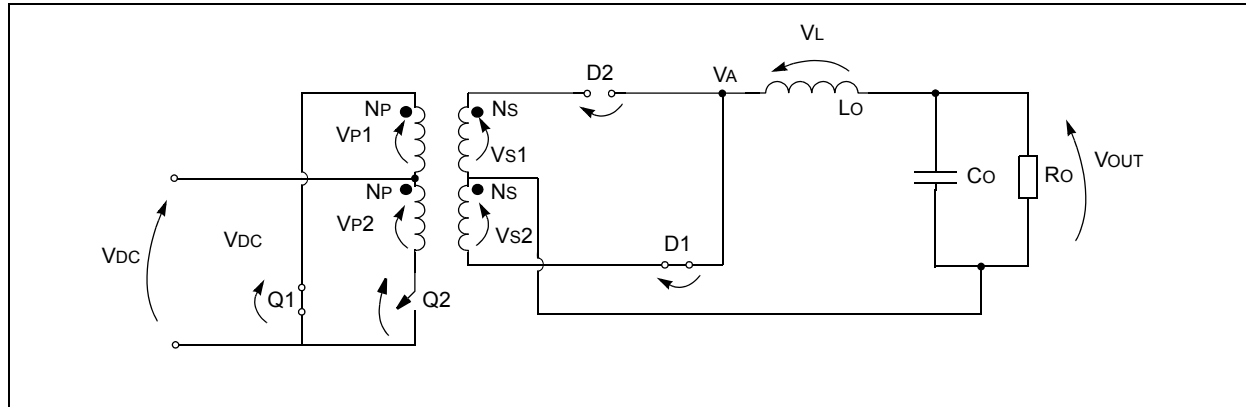 VL
D2
VA
NP
NS
LO
VP1
VS1
VOUT
NP
NS
CO
RO
VP2
VDC
VS2
D1
VDC
Q1
Q2